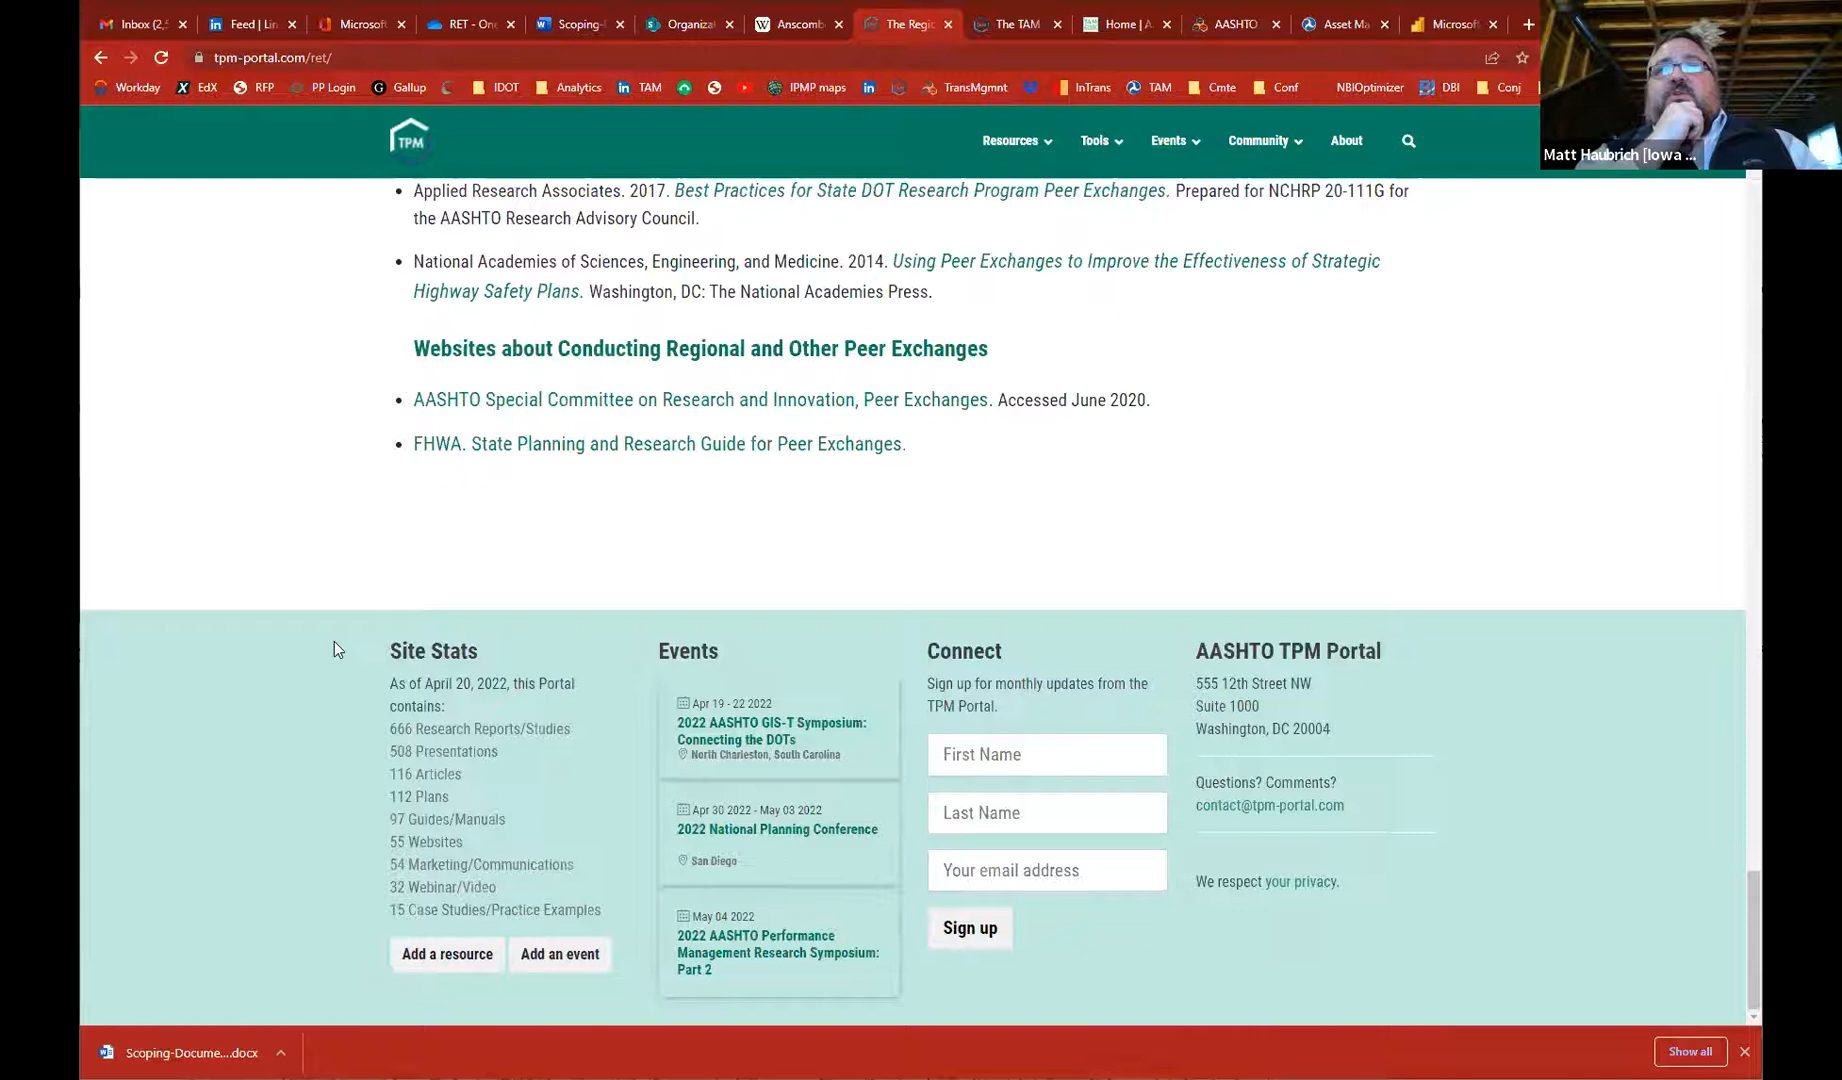 Inbox (2,
Feed | Lin
Microsoft
RET - One
Scoping-
Organizat
Anscomb
The Regio
The TAM
Home | A
AASHTO
Asset Ma
Microsoft
tpm-portal.com/ret/
Workday
EdX
RFP
PP Login
Gallup
IDOT
Analytics
TAM
IPMP maps
TransMgmnt
InTrans
TAM
Cmte
Conf
NBIOptimizer
DBI
Conj
Matt Haubrich [Iowa ...
TPM
Resources
Tools
Events
Community
About
Applied Research Associates. 2017. Best Practices for State DOT Research Program Peer Exchanges. Prepared for NCHRP 20-111G for
the AASHTO Research Advisory Council.
National Academies of Sciences, Engineering, and Medicine. 2014. Using Peer Exchanges to Improve the Effectiveness of Strategic
Highway Safety Plans. Washington, DC: The National Academies Press.
Websites about Conducting Regional and Other Peer Exchanges
AASHTO Special Committee on Research and Innovation, Peer Exchanges. Accessed June 2020.
FHWA. State Planning and Research Guide for Peer Exchanges.
Site Stats
As of April 20, 2022, this Portal
contains:
666 Research Reports/Studies
508 Presentations
116 Articles
112 Plans
97 Guides/Manuals
55 Websites
54 Marketing/Communications
32 Webinar/Video
15 Case Studies/Practice Examples
Add a resource
Add an event
Events
Apr 19 - 22 2022
2022 AASHTO GIS-T Symposium:
Connecting the DOTs
North Charleston, South Carolina
Apr 30 2022 - May 03 2022
2022 National Planning Conference
San Diego
May 04 2022
2022 AASHTO Performance
Management Research Symposium:
Part 2
Connect
Sign up for monthly updates from the
TPM Portal.
First Name
Last Name
Your email address
Sign up
AASHTO TPM Portal
555 12th Street NW
Suite 1000
Washington, DC 20004
Questions? Comments?
contact@tpm-portal.com
We respect your privacy.
Scoping-Docume....docx
Show all